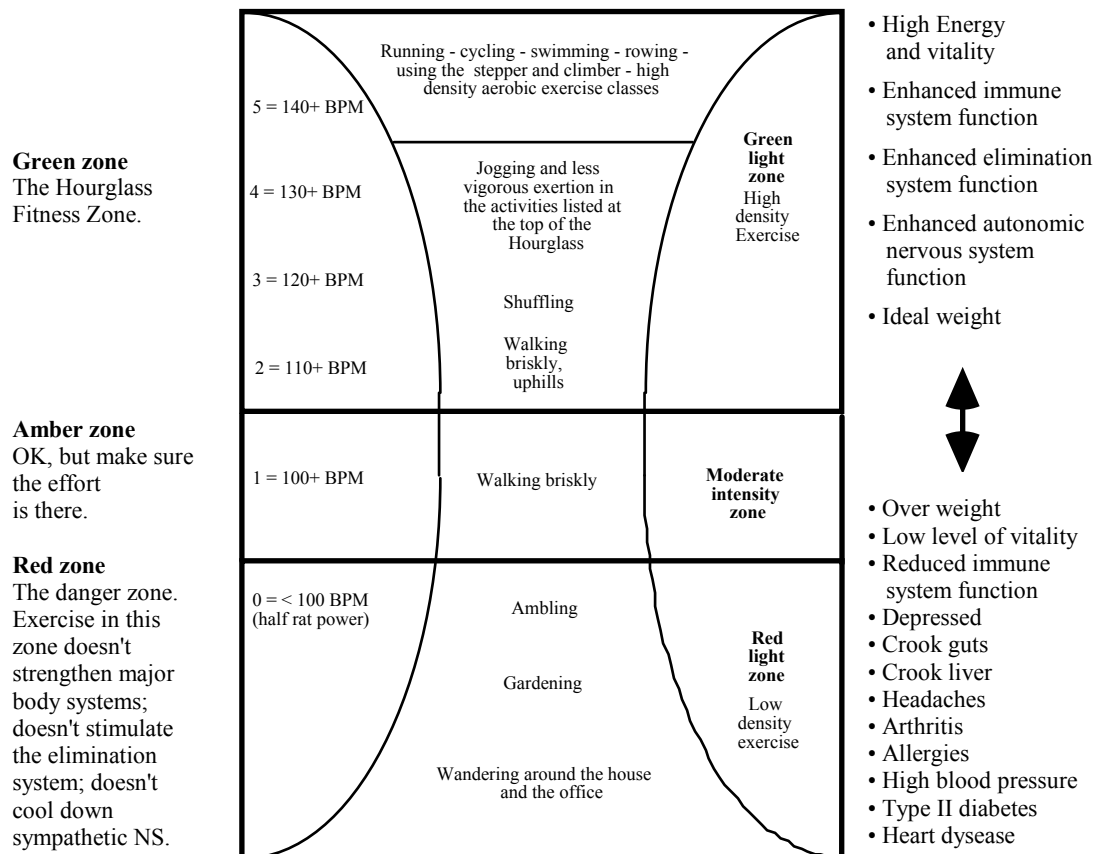 Green zone
The Hourglass
Fitness Zone.
Amber zone
OK, but make sure
the effort
is there.
Red zone
The danger zone.
Exercise in this
zone doesn't
strengthen major
body systems;
doesn't stimulate
the elimination
system; doesn't
cool down
sympathetic NS.
5 = 140+ BPM
4 = 130+ BPM
3 = 120+ BPM
2 = 110+ BPM
1 = 100+ BPM
0 = < 100 BPM
(half rat power)
Running - cycling - swimming - rowing -
using the stepper and climber - high
density aerobic exercise classes
Jogging and less
vigorous exertion in
the activities listed at
the top of the
Hourglass
Shuffling
Walking
briskly,
uphills
Walking briskly
Ambling
Gardening
Wandering around the house
and the office
Green
light
zone
High
density
Exercise
Moderate
intensity
zone
Red
light
zone
Low
density
exercise
• High Energy
and vitality
• Enhanced immune
system function
• Enhanced elimination
system function
• Enhanced autonomic
nervous system
function
• Ideal weight
• Over weight
• Low level of vitality
• Reduced immune
system function
• Depressed
• Crook guts
• Crook liver
• Headaches
• Arthritis
• Allergies
• High blood pressure
• Type II diabetes
• Heart dysease